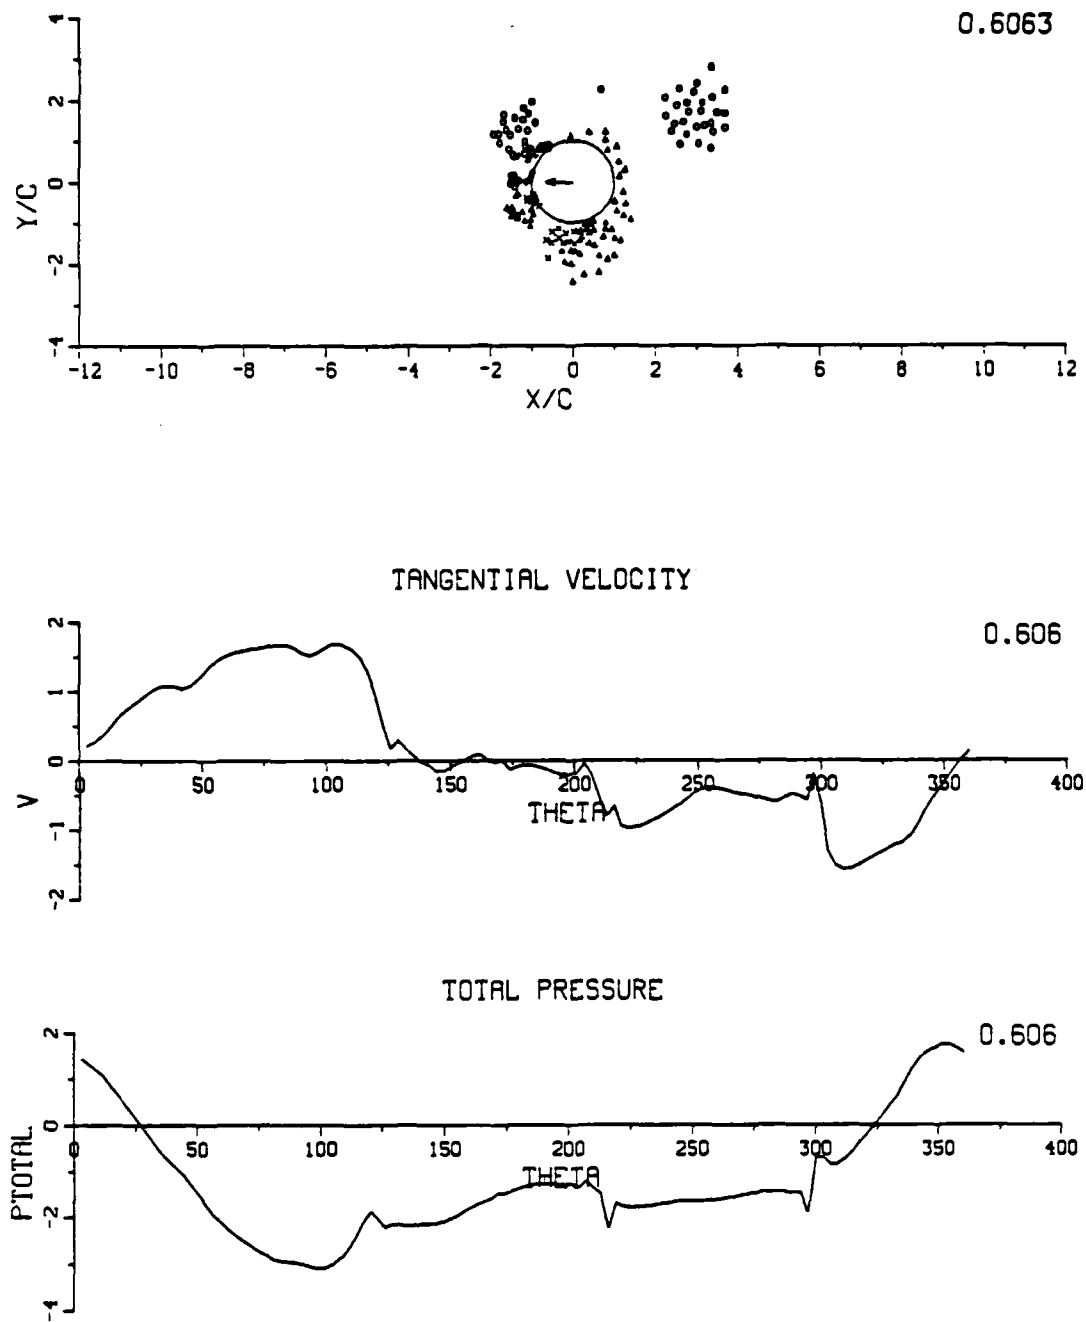 0.6063
4
2
0
-2
-4
Y/C
-12 -10 -8 -6 -4 -2 0 2 4 6 8 10 12
X/C
TANGENTIAL VELOCITY
0.606
2
1
0
-1
-2
V
0 50 100 150 200 250 300 350 400
THETA
TOTAL PRESSURE
0.606
2
0
-2
-4
PTOTAL
0 50 100 150 200 250 300 350 400
THETA